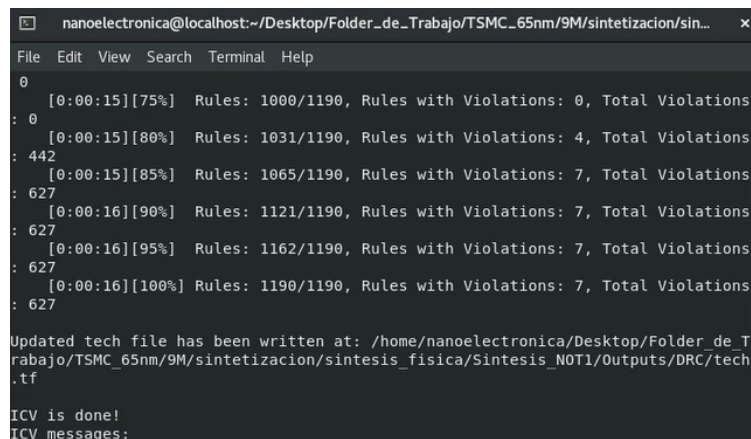 nanoelectronica@localhost:~/Desktop/Folder_de_Trabajo/TSMC_65nm/9M/sintetizacion/sin... ×
File Edit View Search Terminal Help
0
[0:00:15][75%] Rules: 1000/1190, Rules with Violations: 0, Total Violations
: 0
[0:00:15][80%] Rules: 1031/1190, Rules with Violations: 4, Total Violations
: 442
[0:00:15][85%] Rules: 1065/1190, Rules with Violations: 7, Total Violations
: 627
[0:00:16][90%] Rules: 1121/1190, Rules with Violations: 7, Total Violations
: 627
[0:00:16][95%] Rules: 1162/1190, Rules with Violations: 7, Total Violations
: 627
[0:00:16][100%] Rules: 1190/1190, Rules with Violations: 7, Total Violations
: 627
Updated tech file has been written at: /home/nanoelectronica/Desktop/Folder_de_T
rabajo/TSMC_65nm/9M/sintetizacion/sintesis_fisica/Sintesis_NOT1/Outputs/DRC/tech
.tf
ICV is done!
ICV messages: